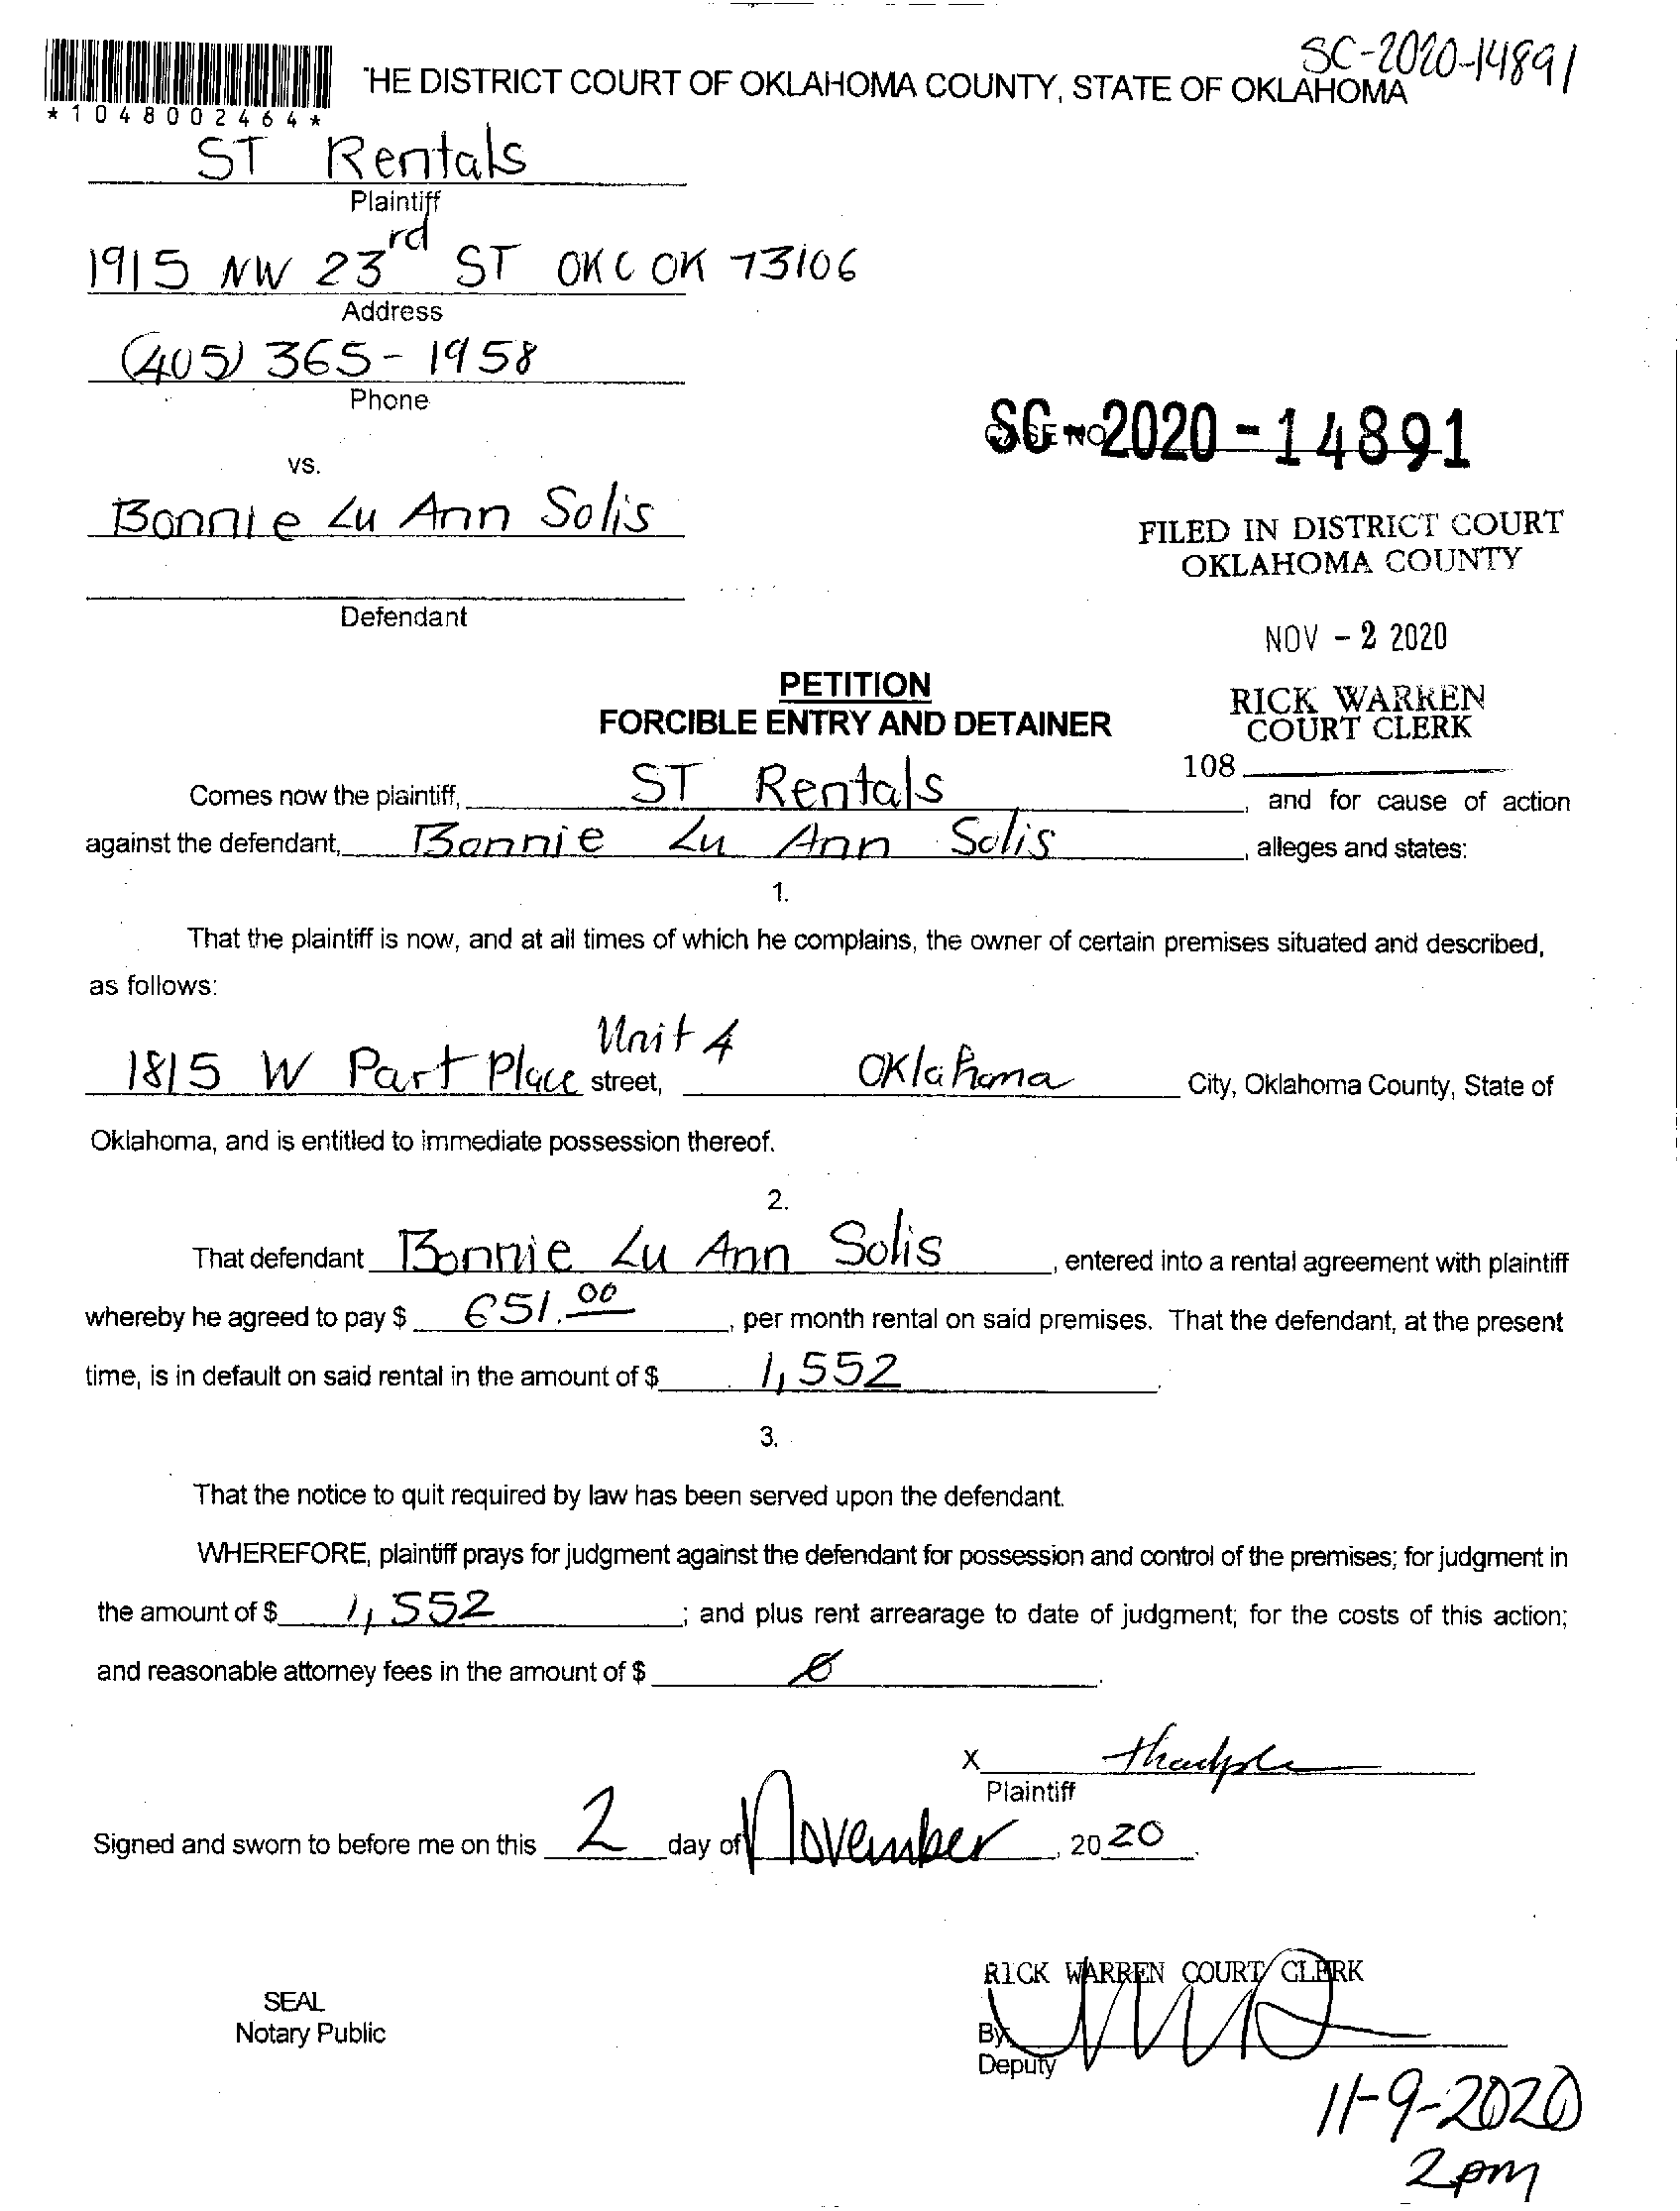 SC-2020-14891
THE DISTRICT COURT OF OKLAHOMA COUNTY, STATE OF OKLAHOMA
*1048002464*
ST Rentals
Plaintiff
1915 NW 23rd ST OKC OK 73106
Address
(405) 365-1958
Phone
SC-2020-14891
CASE NO.
vs.
Bonnie Lu Ann Solis
FILED IN DISTRICT COURT
OKLAHOMA COUNTY
Defendant
NOV - 2 2020
PETITION
FORCIBLE ENTRY AND DETAINER
RICK WARREN
COURT CLERK
108
Comes now the plaintiff, ST Rentals, and for cause of action
against the defendant, Bonnie Lu Ann Solis, alleges and states:
1.
That the plaintiff is now, and at all times of which he complains, the owner of certain premises situated and described,
as follows:
1815 W Part Place Unit 4 street, Oklahoma City, Oklahoma County, State of
Oklahoma, and is entitled to immediate possession thereof.
2.
That defendant Bonnie Lu Ann Solis, entered into a rental agreement with plaintiff
whereby he agreed to pay $ 651.00, per month rental on said premises. That the defendant, at the present
time, is in default on said rental in the amount of $ 1,552.
3.
That the notice to quit required by law has been served upon the defendant.
WHEREFORE, plaintiff prays for judgment against the defendant for possession and control of the premises; for judgment in
the amount of $ 1,552; and plus rent arrearage to date of judgment; for the costs of this action;
and reasonable attorney fees in the amount of $ 0.
X
Plaintiff
Signed and sworn to before me on this 2 day of November, 2020.
RICK WARREN COURT CLERK
SEAL
Notary Public
By
Deputy
11-9-2020
2pm